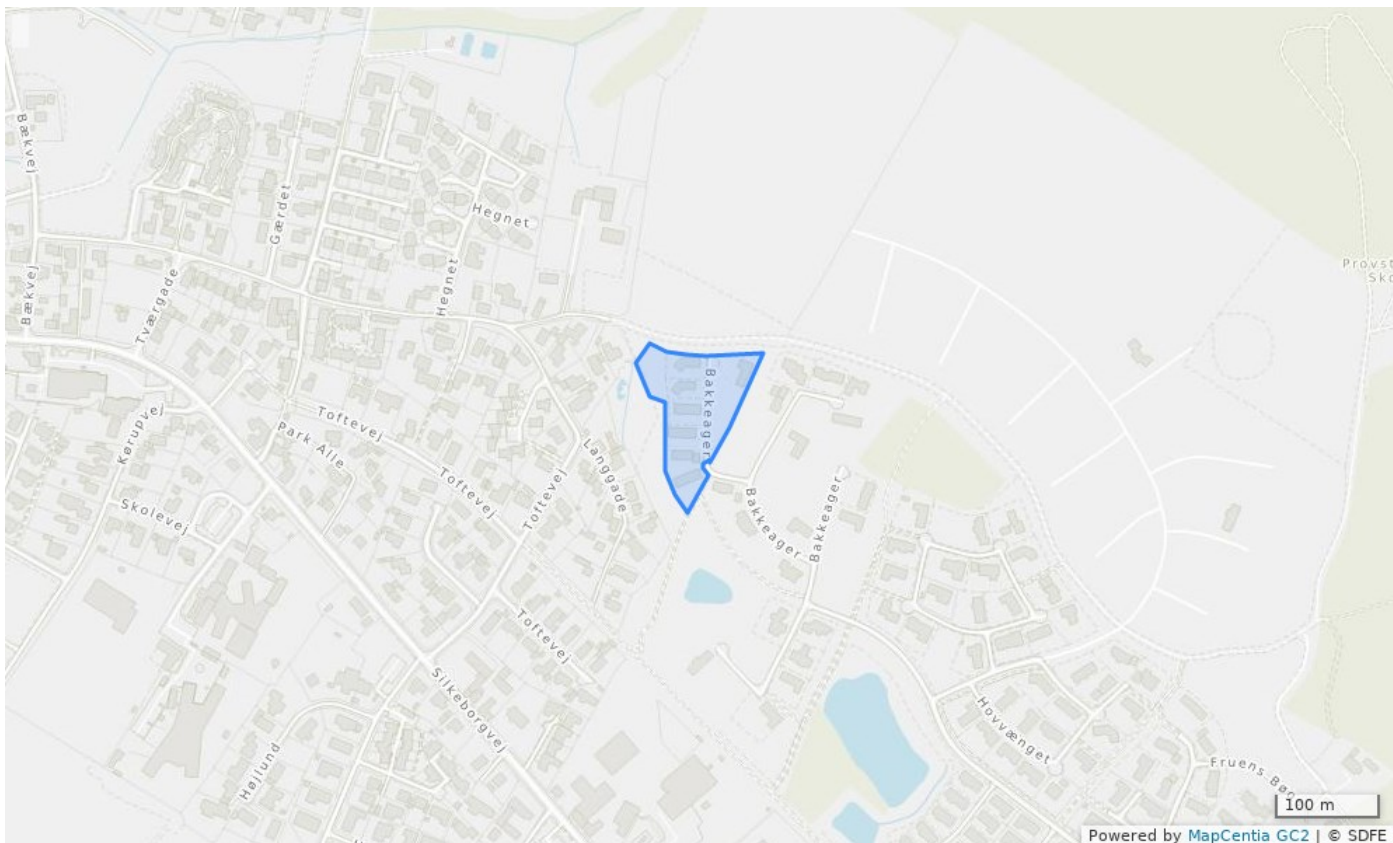 Bækvej
Gærdet
Hegnet
Provst
Sko
Bækvej
Tværgade
Hegnet
Bakkeager
Toftevej
Kørupvej
Park Alle
Langgade
Toftevej
Toftevej
Skolevej
Bakkeager
Bakkeager
Toftevej
Silkeborgvej
Hovvænget
Højlund
Fruens Bøg
100 m
Powered by MapCentia GC2 | © SDFE